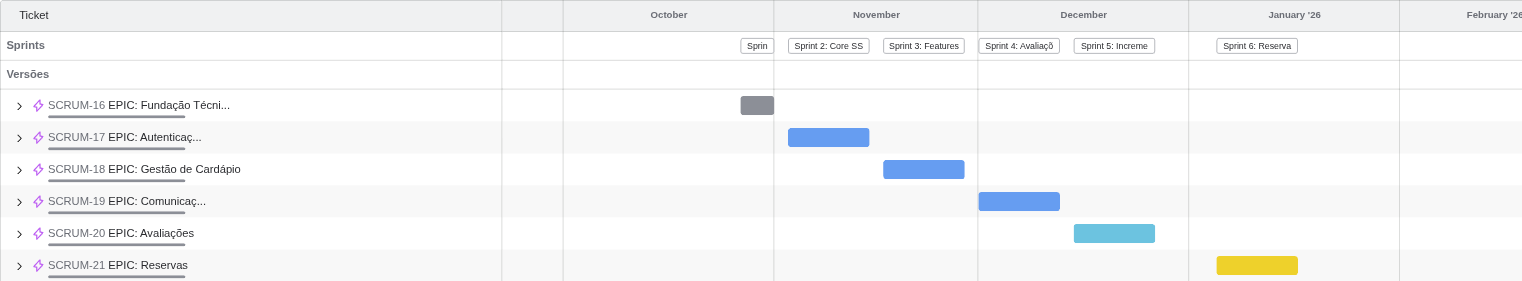 Ticket October November December January '26 February '26
Sprints Sprin Sprint 2: Core SS Sprint 3: Features Sprint 4: Avaliaçõ Sprint 5: Increme Sprint 6: Reserva
Versões
SCRUM-16 EPIC: Fundação Técni...
SCRUM-17 EPIC: Autenticaç...
SCRUM-18 EPIC: Gestão de Cardápio
SCRUM-19 EPIC: Comunicaç...
SCRUM-20 EPIC: Avaliações
SCRUM-21 EPIC: Reservas